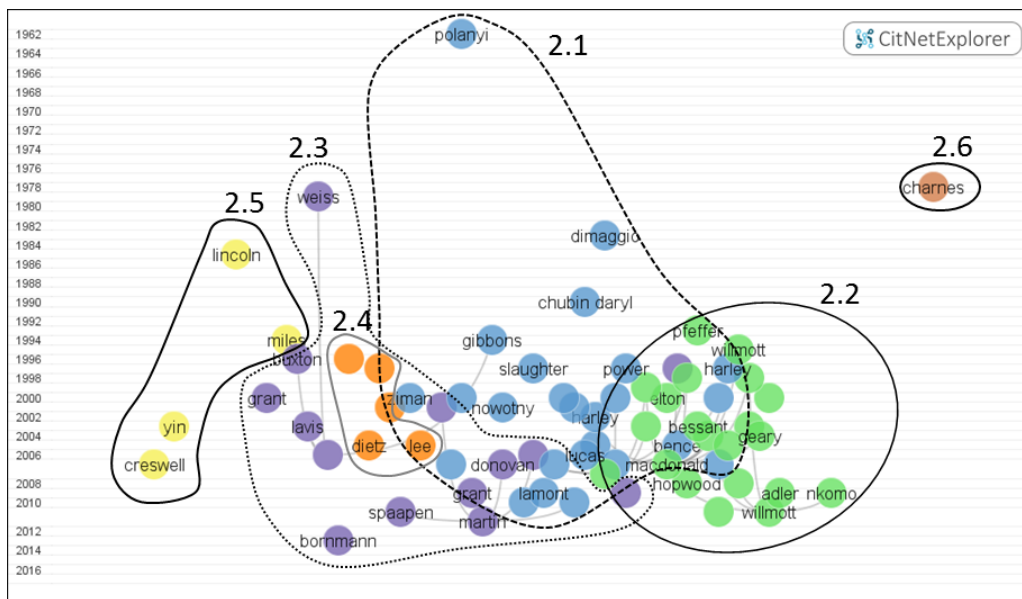 CitNetExplorer
1962
1964
1966
1968
1970
1972
1974
1976
1978
1980
1982
1984
1986
1988
1990
1992
1994
1996
1998
2000
2002
2004
2006
2008
2010
2012
2014
2016
2.1
2.2
2.3
2.4
2.5
2.6
polanyi
charnes
weiss
dimaggio
lincoln
chubin daryl
pfeffer
miles
gibbons
willmott
buxton
slaughter
power
harley
grant
ziman
elton
nowotny
harley
yin
lavis
bessant
geary
dietz
lee
bence
lucas
creswell
donovan
macdonald
hopwood
grant
lamont
adler
nkomo
spaapen
martin
willmott
bornmann